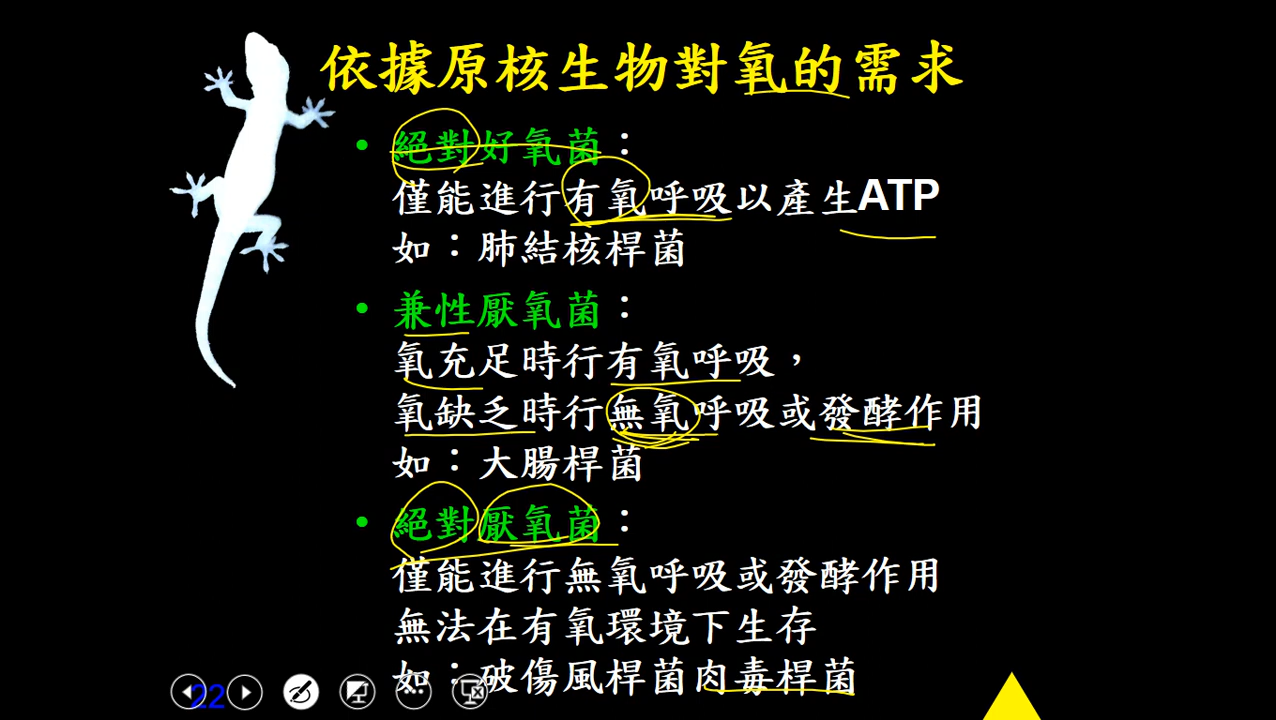 依據原核生物對氧的需求
• 絕對好氧菌：
僅能進行有氧呼吸以產生ATP
如：肺結核桿菌
• 兼性厭氧菌：
氧充足時行有氧呼吸，
氧缺乏時行無氧呼吸或發酵作用
如：大腸桿菌
• 絕對厭氧菌：
僅能進行無氧呼吸或發酵作用
無法在有氧環境下生存
如：破傷風桿菌肉毒桿菌
22